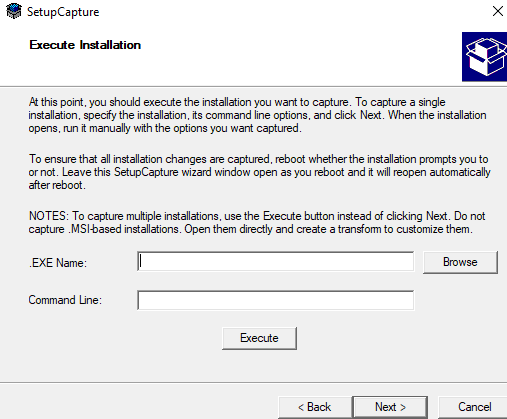 SetupCapture
Execute Installation
At this point, you should execute the installation you want to capture. To capture a single
installation, specify the installation, its command line options, and click Next. When the installation
opens, run it manually with the options you want captured.
To ensure that all installation changes are captured, reboot whether the installation prompts you to
or not. Leave this SetupCapture wizard window open as you reboot and it will reopen automatically
after reboot.
NOTES: To capture multiple installations, use the Execute button instead of clicking Next. Do not
capture .MSI-based installations. Open them directly and create a transform to customize them.
.EXE Name:
Browse
Command Line:
Execute
< Back
Next >
Cancel